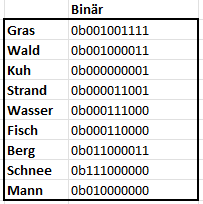 Binär
Gras 0b001001111
Wald 0b001000011
Kuh 0b000000001
Strand 0b000011001
Wasser 0b000111000
Fisch 0b000110000
Berg 0b011000011
Schnee 0b111000000
Mann 0b010000000